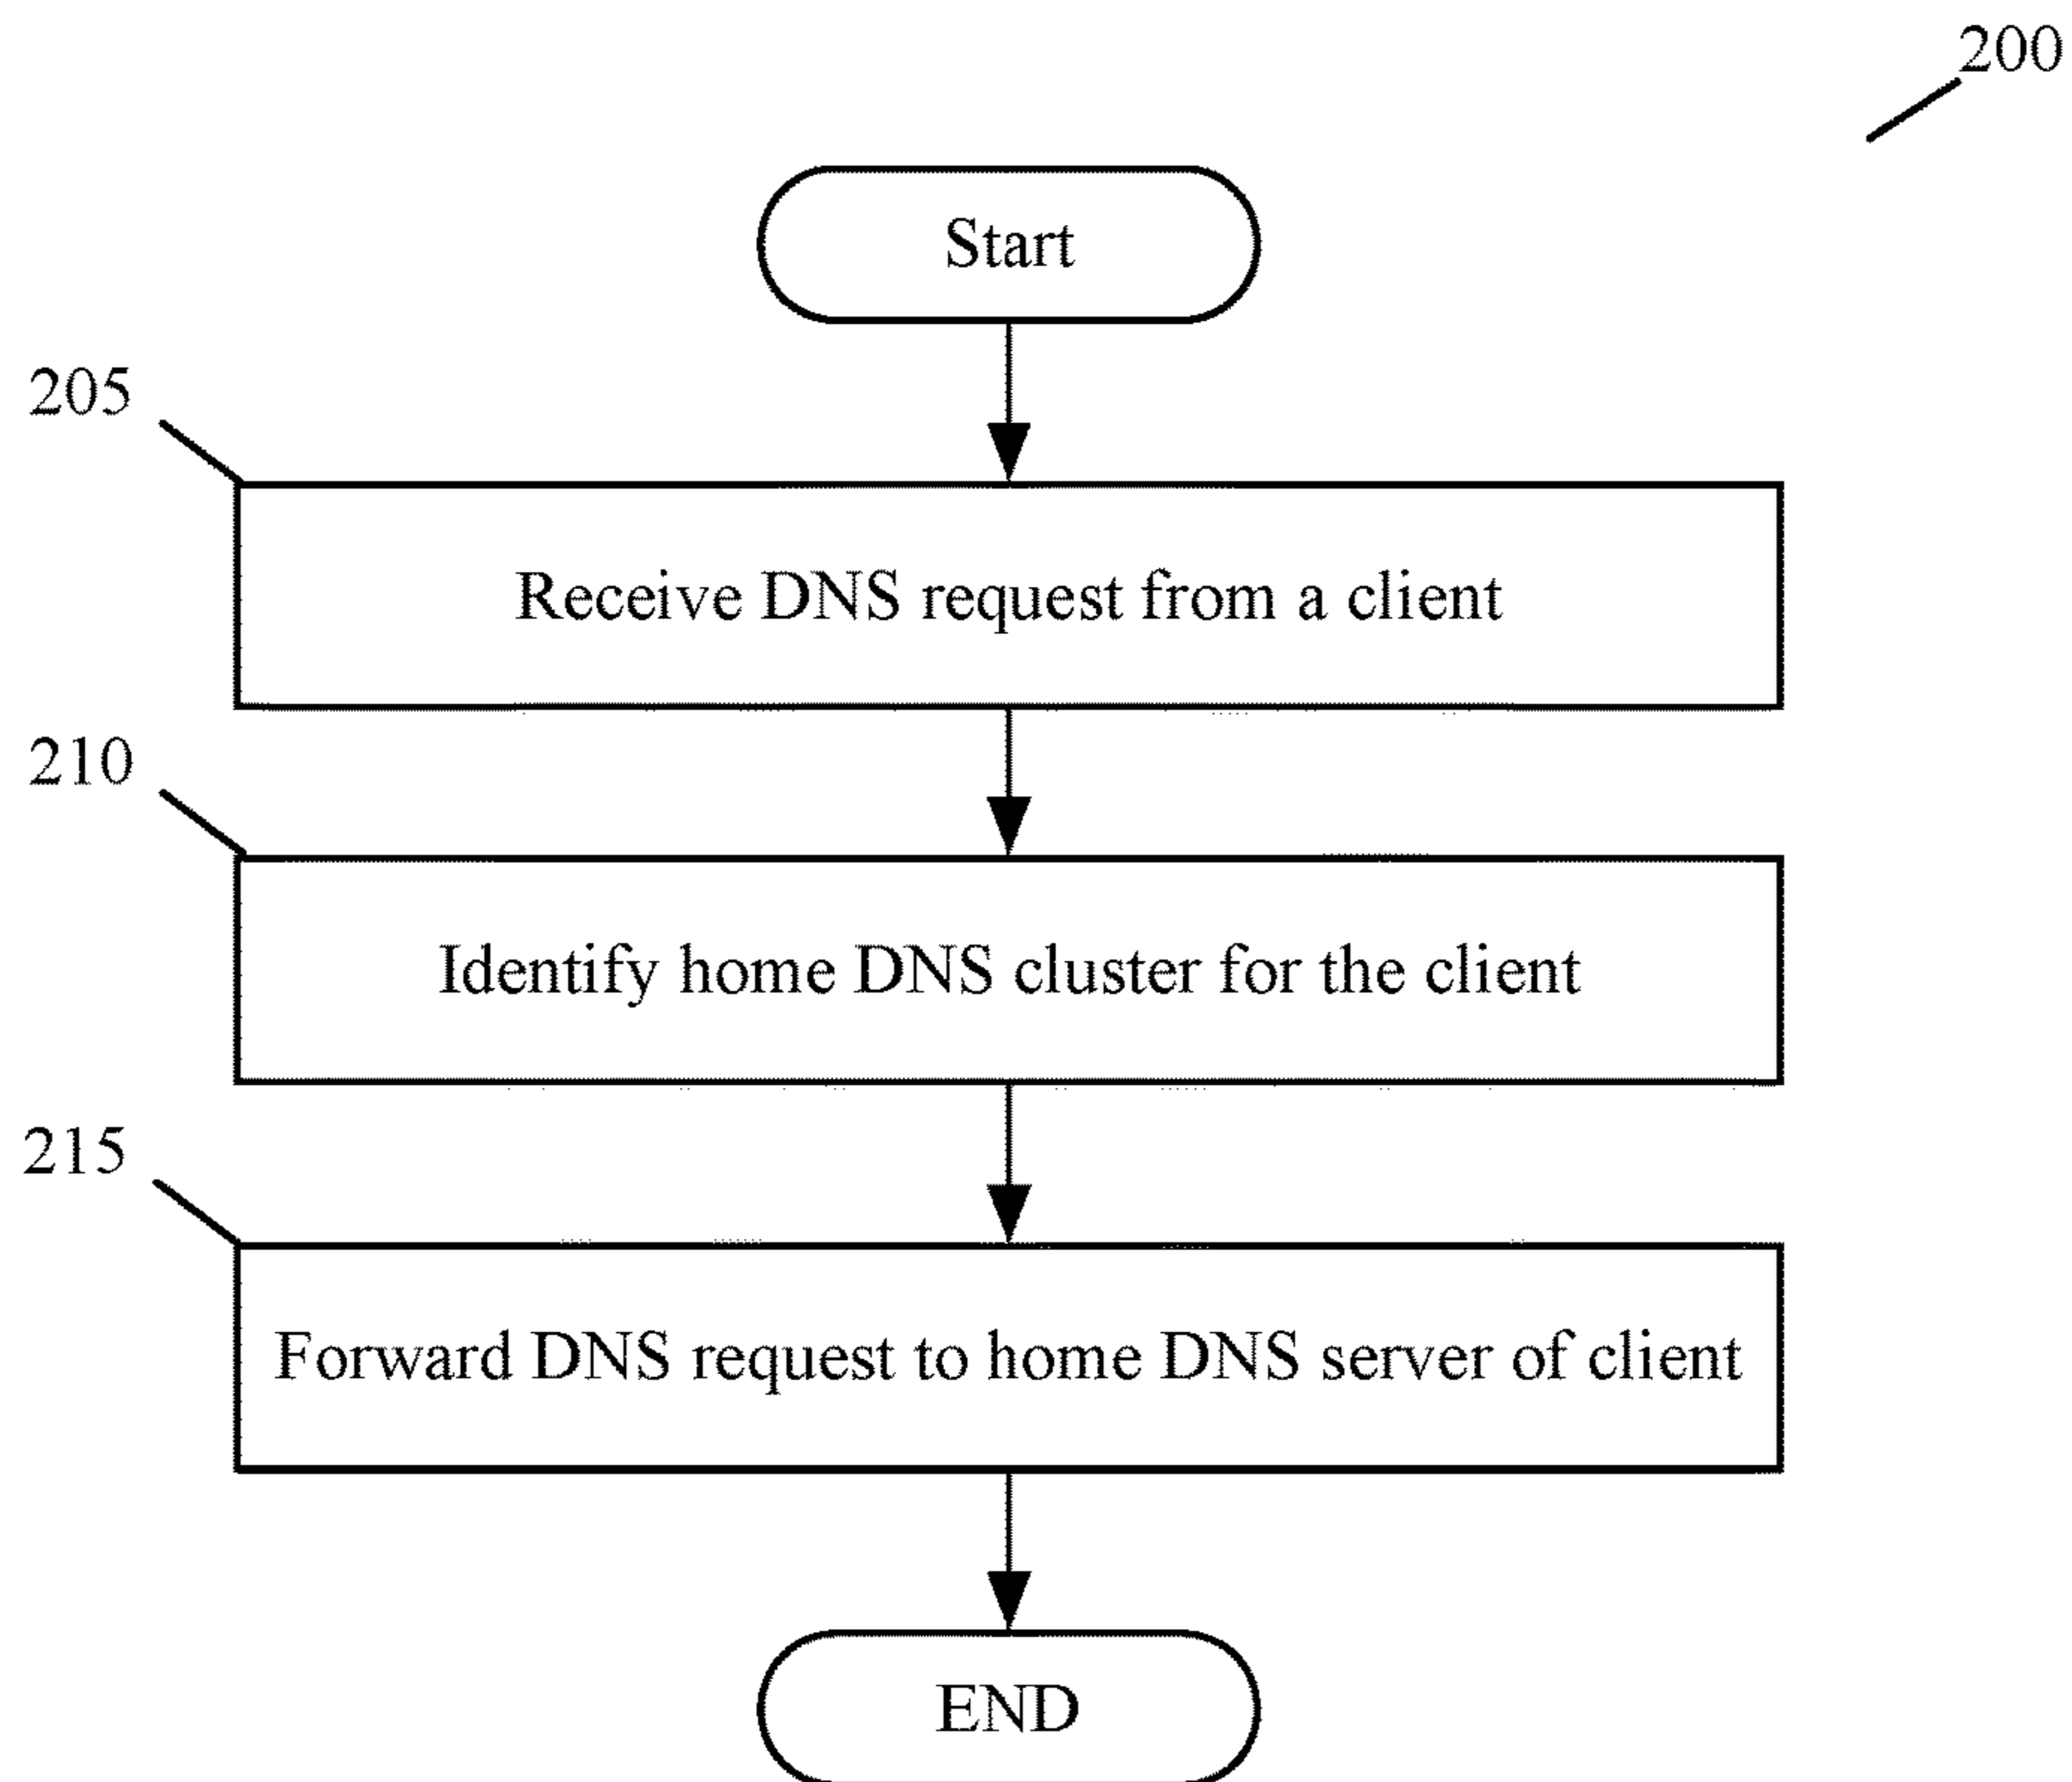 200
Start
205
Receive DNS request from a client
210
Identify home DNS cluster for the client
215
Forward DNS request to home DNS server of client
END